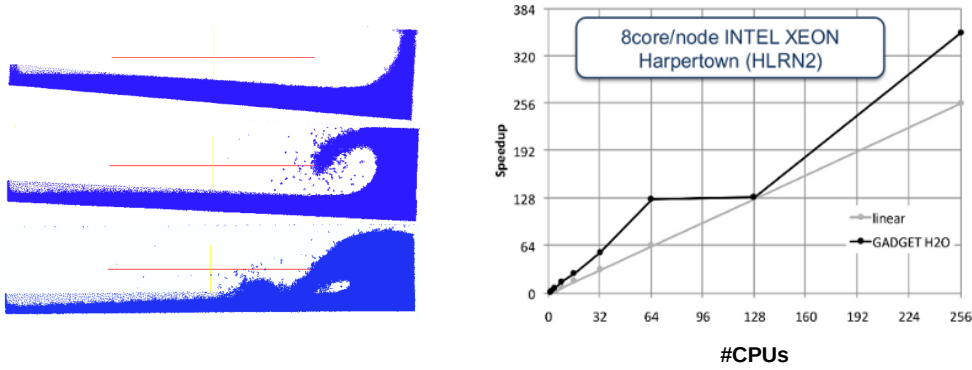 8core/node INTEL XEON
Harpertown (HLRN2)
Speedup
384
320
256
192
128
64
0
linear
GADGET H2O
0 32 64 96 128 160 192 224 256
#CPUs